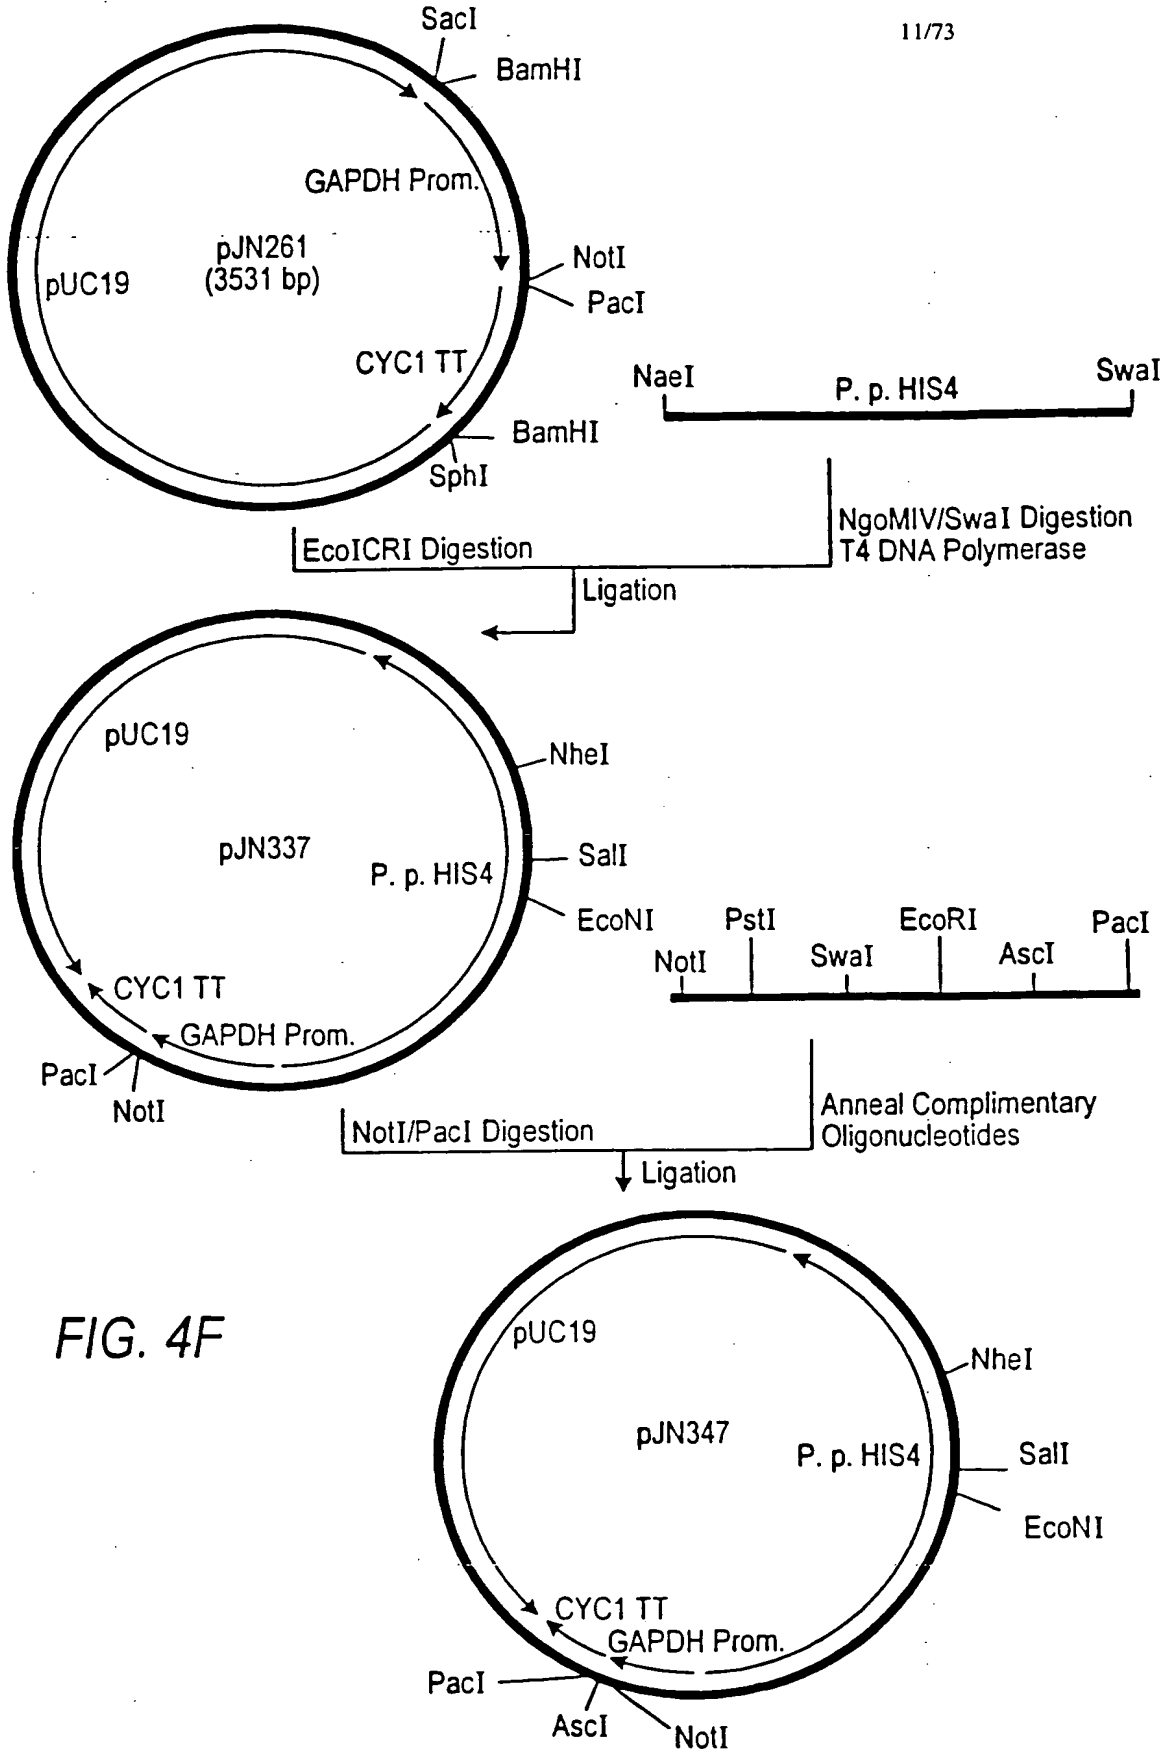 11/73
SacI
BamHI
GAPDH Prom.
pJN261
(3531 bp)
pUC19
NotI
PacI
CYC1 TT
BamHI
SphI
NaeI
P. p. HIS4
SwaI
EcoICRI Digestion
NgoMIV/SwaI Digestion
T4 DNA Polymerase
Ligation
pUC19
NheI
pJN337
P. p. HIS4
SalI
EcoNI
CYC1 TT
GAPDH Prom.
PacI
NotI
NotI
PstI
SwaI
EcoRI
AscI
PacI
NotI/PacI Digestion
Anneal Complimentary
Oligonucleotides
Ligation
FIG. 4F
pUC19
NheI
pJN347
P. p. HIS4
SalI
EcoNI
CYC1 TT
GAPDH Prom.
PacI
AscI
NotI